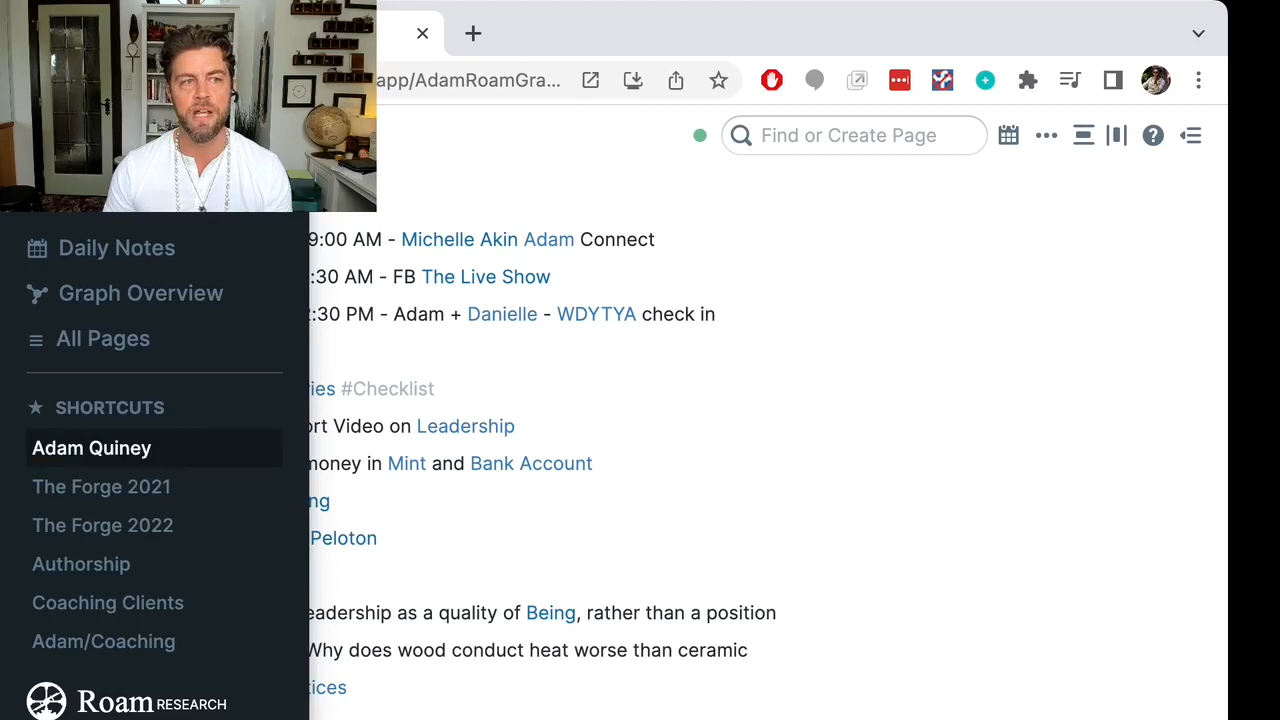 app/AdamRoamGra...
Find or Create Page
Daily Notes
Graph Overview
All Pages
SHORTCUTS
Adam Quiney
The Forge 2021
The Forge 2022
Authorship
Coaching Clients
Adam/Coaching
Roam RESEARCH
9:00 AM - Michelle Akin Adam Connect
:30 AM - FB The Live Show
2:30 PM - Adam + Danielle - WDYTYA check in
ries #Checklist
ort Video on Leadership
money in Mint and Bank Account
ng
Peloton
eadership as a quality of Being, rather than a position
Why does wood conduct heat worse than ceramic
tices